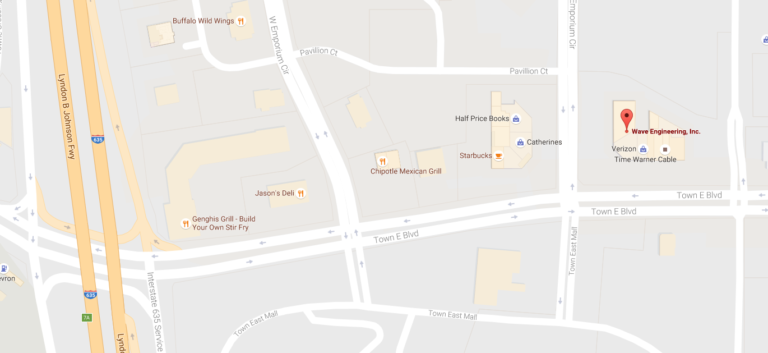 Buffalo Wild Wings
W Emporium Cir
Emporium Cir
Pavillion Ct
Pavillion Ct
Lyndon B Johnson Fwy
635
Half Price Books
Catherines
Starbucks
Wave Engineering, Inc.
Verizon
Time Warner Cable
Chipotle Mexican Grill
Jason's Deli
Genghis Grill - Build
Your Own Stir Fry
Town E Blvd
Town E Blvd
Town E Blvd
Town East Mall
Interstate 635 Service
evron
635
7A
Lyndo
Town East Mall
Town East Mall